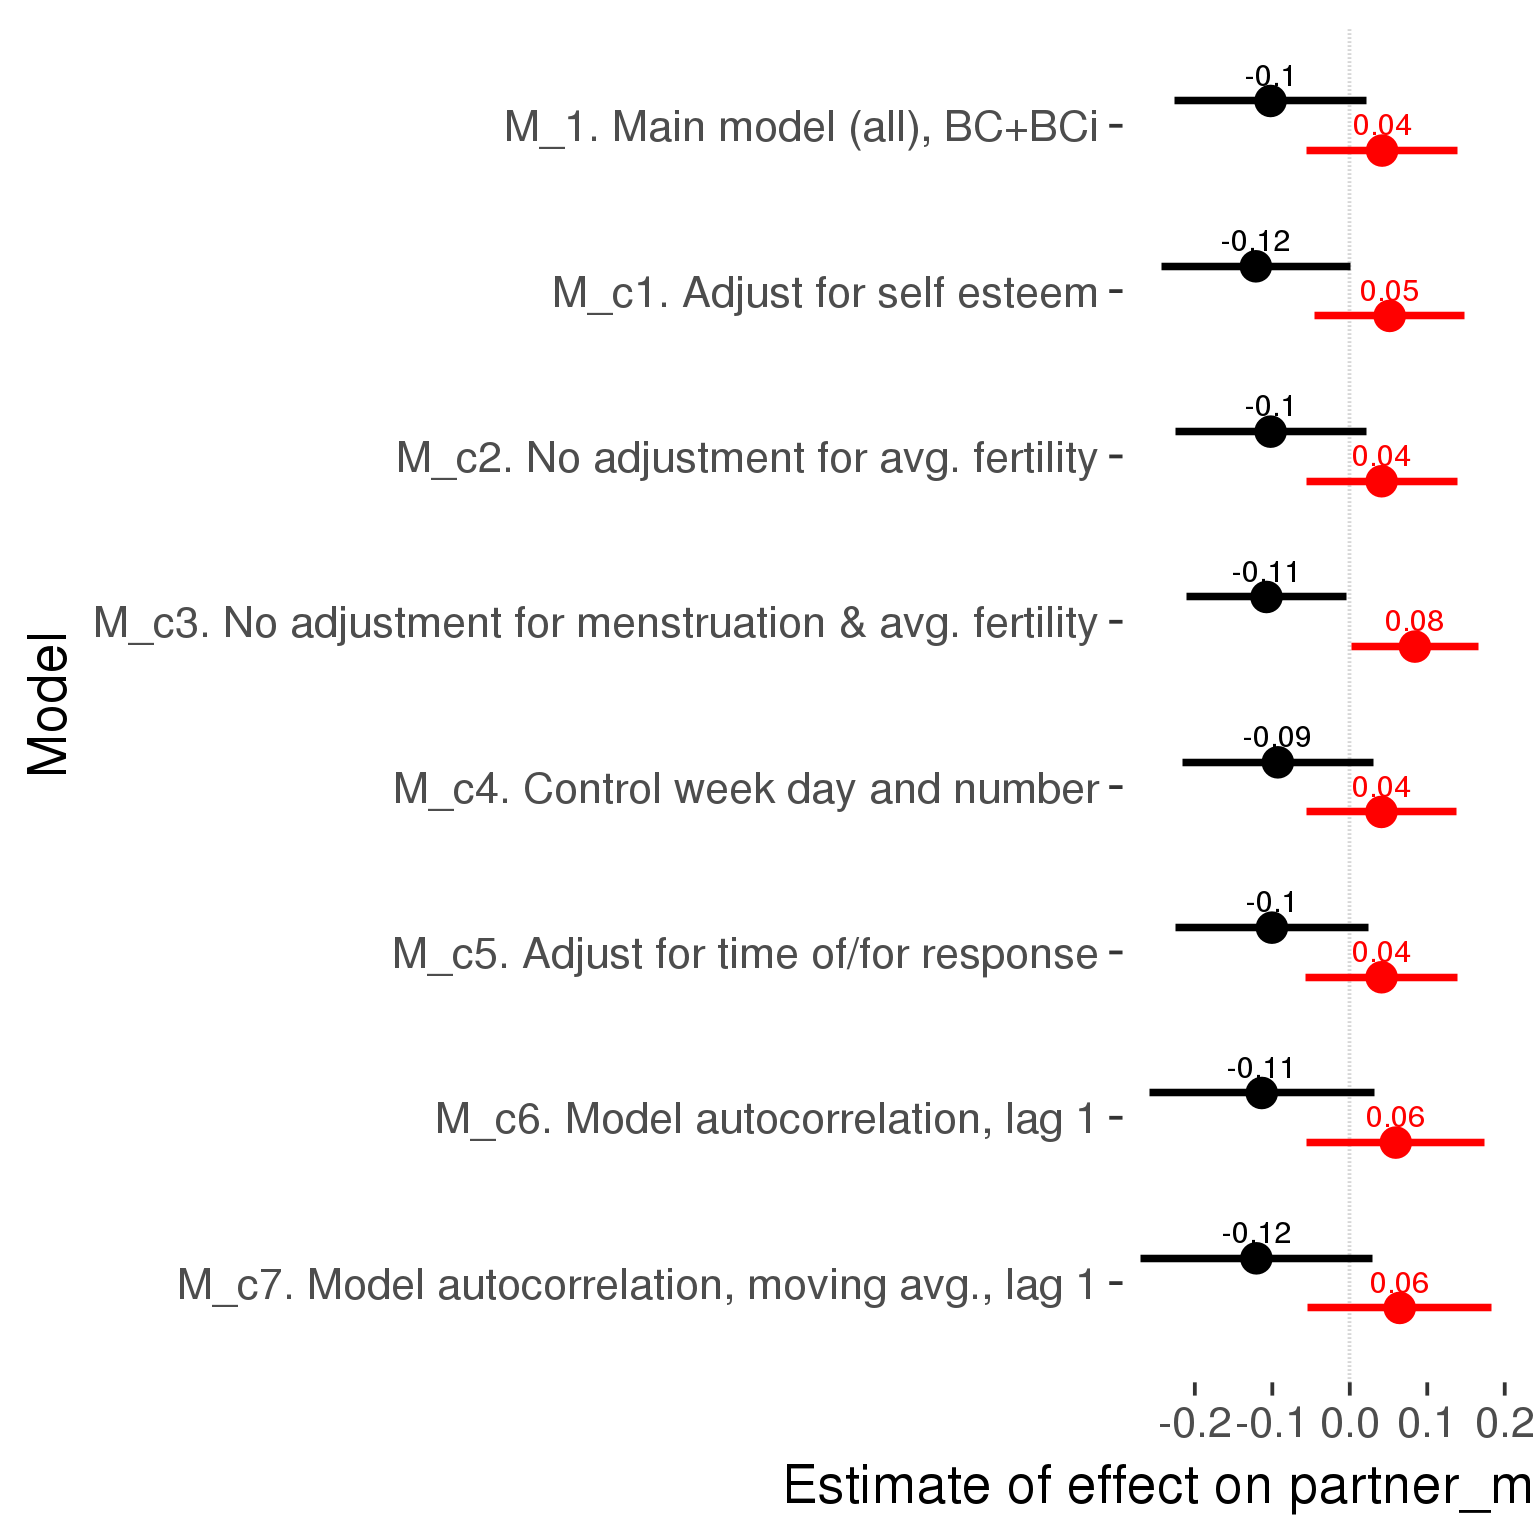 -0.1
M_1. Main model (all), BC+BCi
0.04
-0.12
M_c1. Adjust for self esteem
0.05
-0.1
M_c2. No adjustment for avg. fertility
0.04
-0.11
M_c3. No adjustment for menstruation & avg. fertility
0.08
-0.09
M_c4. Control week day and number
0.04
-0.1
M_c5. Adjust for time of/for response
0.04
-0.11
M_c6. Model autocorrelation, lag 1
0.06
-0.12
M_c7. Model autocorrelation, moving avg., lag 1
0.06
Model
-0.2 -0.1 0.0 0.1 0.2
Estimate of effect on partner_m